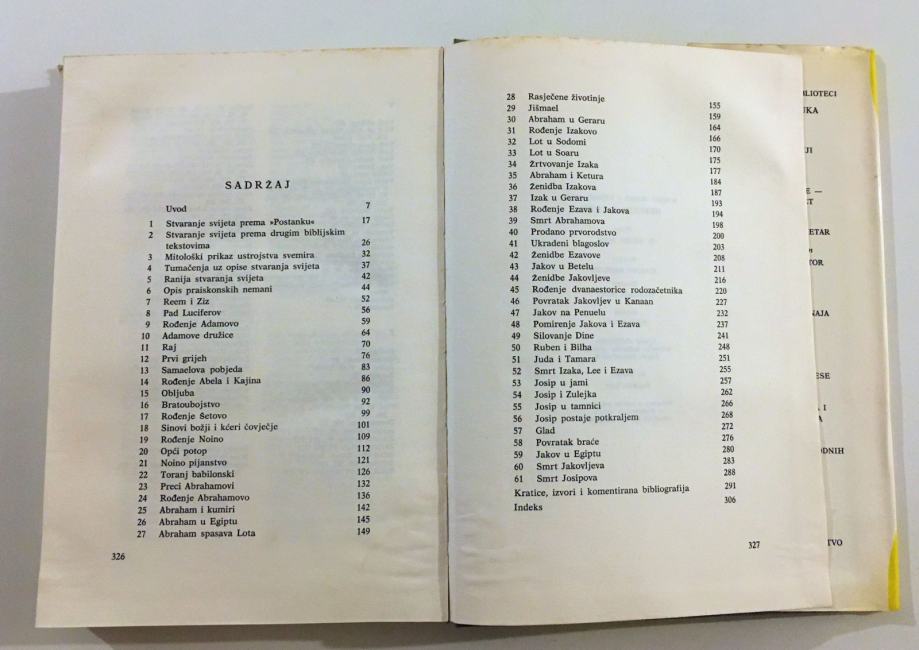 SADRŽAJ
Uvod 7
1 Stvaranje svijeta prema »Postanku« 17
2 Stvaranje svijeta prema drugim biblijskim
tekstovima 26
3 Mitološki prikaz ustrojstva svemira 32
4 Tumačenja uz opise stvaranja svijeta 37
5 Ranija stvaranja svijeta 42
6 Opis praiskonskih nemani 44
7 Reem i Ziz 52
8 Pad Luciferov 56
9 Rođenje Adamovo 59
10 Adamove družice 64
11 Raj 70
12 Prvi grijeh 76
13 Samaelova pobjeda 83
14 Rođenje Abela i Kajina 86
15 Obljuba 90
16 Bratoubojstvo 92
17 Rođenje Šetovo 99
18 Sinovi božji i kćeri čovječje 101
19 Rođenje Noino 109
20 Opći potop 112
21 Noino pijanstvo 121
22 Toranj babilonski 126
23 Preci Abrahamovi 132
24 Rođenje Abrahamovo 136
25 Abraham i kumiri 142
26 Abraham u Egiptu 145
27 Abraham spasava Lota 149
326
28 Rasječene životinje 155
29 Jišmael 159
30 Abraham u Geraru 164
31 Rođenje Izakovo 166
32 Lot u Sodomi 170
33 Lot u Soaru 175
34 Žrtvovanje Izaka 177
35 Abraham i Ketura 184
36 Ženidba Izakova 187
37 Izak u Geraru 193
38 Rođenje Ezava i Jakova 194
39 Smrt Abrahamova 198
40 Prodano prvorodstvo 200
41 Ukradeni blagoslov 203
42 Ženidbe Ezavove 208
43 Jakov u Betelu 211
44 Ženidbe Jakovljeve 216
45 Rođenje dvanaestorice rodozačetnika 220
46 Povratak Jakovljev u Kanaan 227
47 Jakov na Penuelu 232
48 Pomirenje Jakova i Ezava 237
49 Silovanje Dine 241
50 Ruben i Bilha 248
51 Juda i Tamara 251
52 Smrt Izaka, Lee i Ezava 255
53 Josip u jami 257
54 Josip i Zulejka 262
55 Josip u tamnici 266
56 Josip postaje potkraljem 268
57 Glad 272
58 Povratak braće 276
59 Jakov u Egiptu 280
60 Smrt Jakovljeva 283
61 Smrt Josipova 288
Kratice, izvori i komentirana bibliografija 291
Indeks 306
327